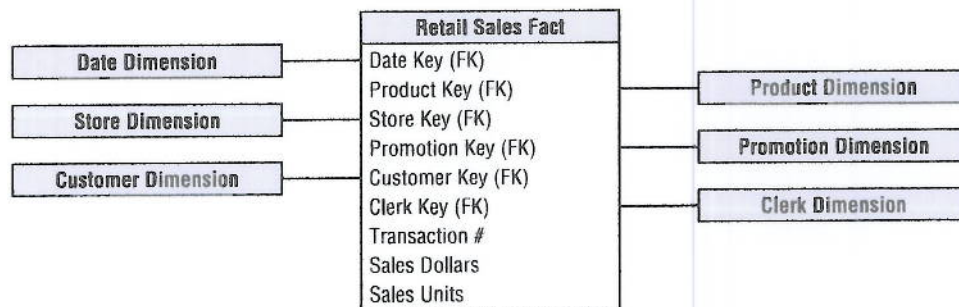 Retail Sales Fact
Date Dimension
Date Key (FK)
Product Key (FK)
Product Dimension
Store Dimension
Store Key (FK)
Promotion Key (FK)
Promotion Dimension
Customer Dimension
Customer Key (FK)
Clerk Key (FK)
Clerk Dimension
Transaction #
Sales Dollars
Sales Units